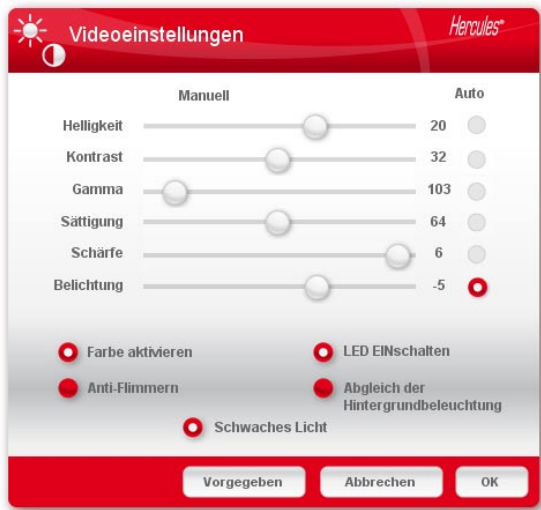 Videoeinstellungen
Hercules®
Manuell Auto
Helligkeit 20
Kontrast 32
Gamma 103
Sättigung 64
Schärfe 6
Belichtung -5
Farbe aktivieren LED EINschalten
Anti-Flimmern Abgleich der
Hintergrundbeleuchtung
Schwaches Licht
Vorgegeben Abbrechen OK